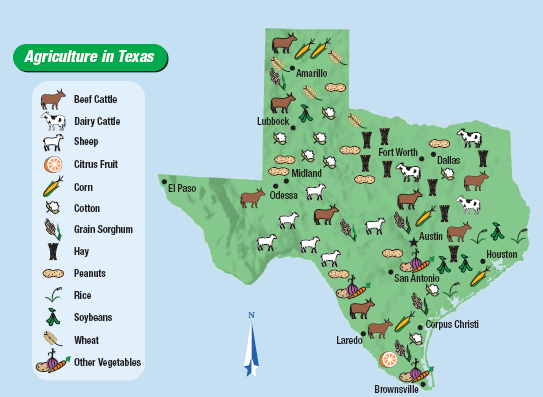 Agriculture in Texas
Beef Cattle
Dairy Cattle
Sheep
Citrus Fruit
Corn
Cotton
Grain Sorghum
Hay
Peanuts
Rice
Soybeans
Wheat
Other Vegetables
Amarillo
Lubbock
Fort Worth
Dallas
Midland
El Paso
Odessa
Austin
Houston
San Antonio
Corpus Christi
Laredo
Brownsville
N